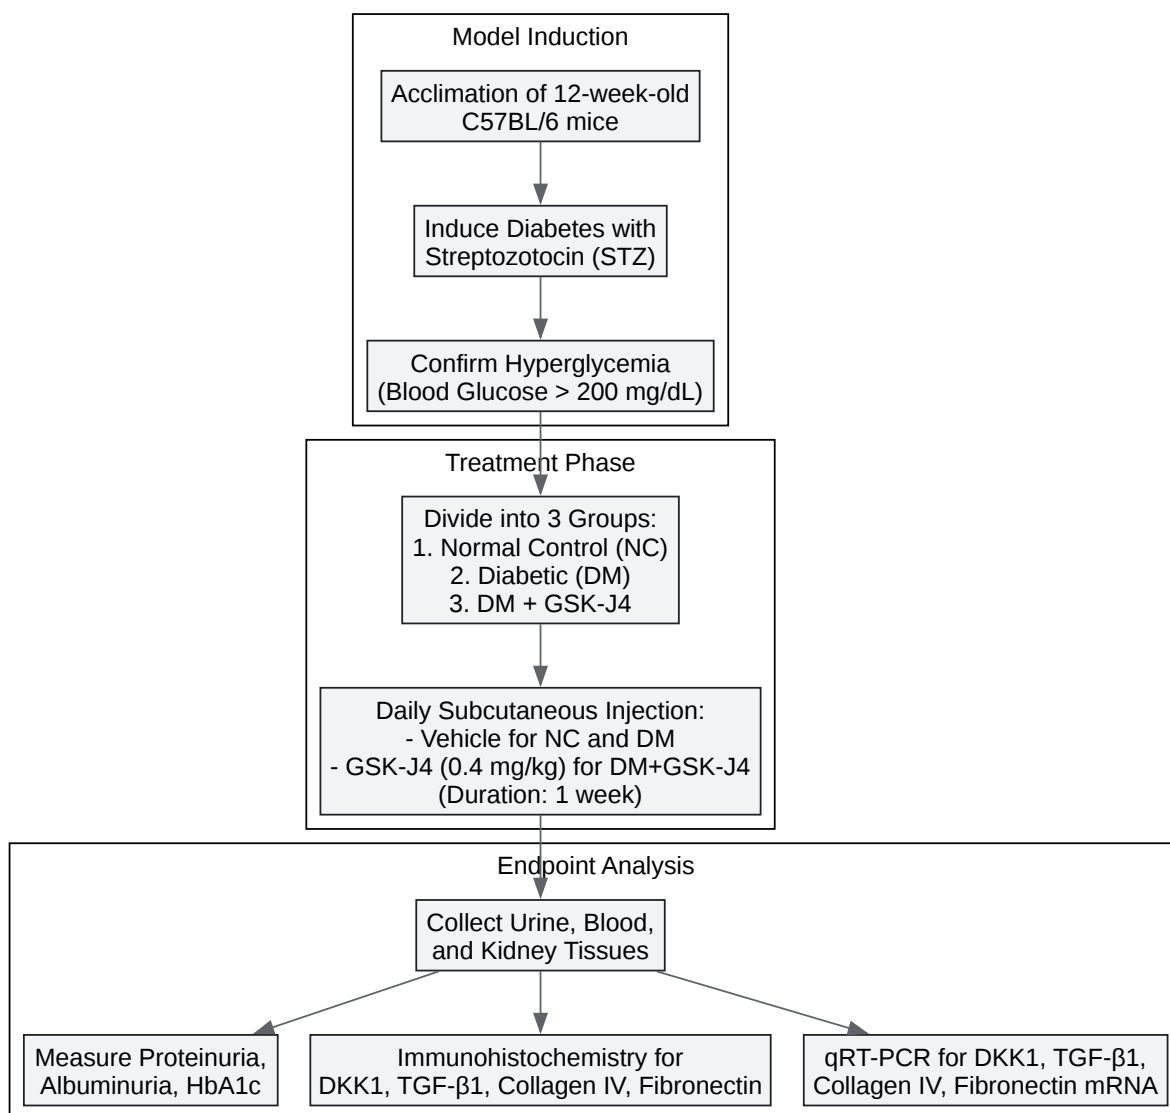 Model Induction
Acclimation of 12-week-old
C57BL/6 mice
Induce Diabetes with
Streptozotocin (STZ)
Confirm Hyperglycemia
(Blood Glucose > 200 mg/dL)
Treatment Phase
Divide into 3 Groups:
1. Normal Control (NC)
2. Diabetic (DM)
3. DM + GSK-J4
Daily Subcutaneous Injection:
- Vehicle for NC and DM
- GSK-J4 (0.4 mg/kg) for DM+GSK-J4
(Duration: 1 week)
Endpoint Analysis
Collect Urine, Blood,
and Kidney Tissues
Measure Proteinuria,
Albuminuria, HbA1c
Immunohistochemistry for
DKK1, TGF-β1, Collagen IV, Fibronectin
qRT-PCR for DKK1, TGF-β1,
Collagen IV, Fibronectin mRNA